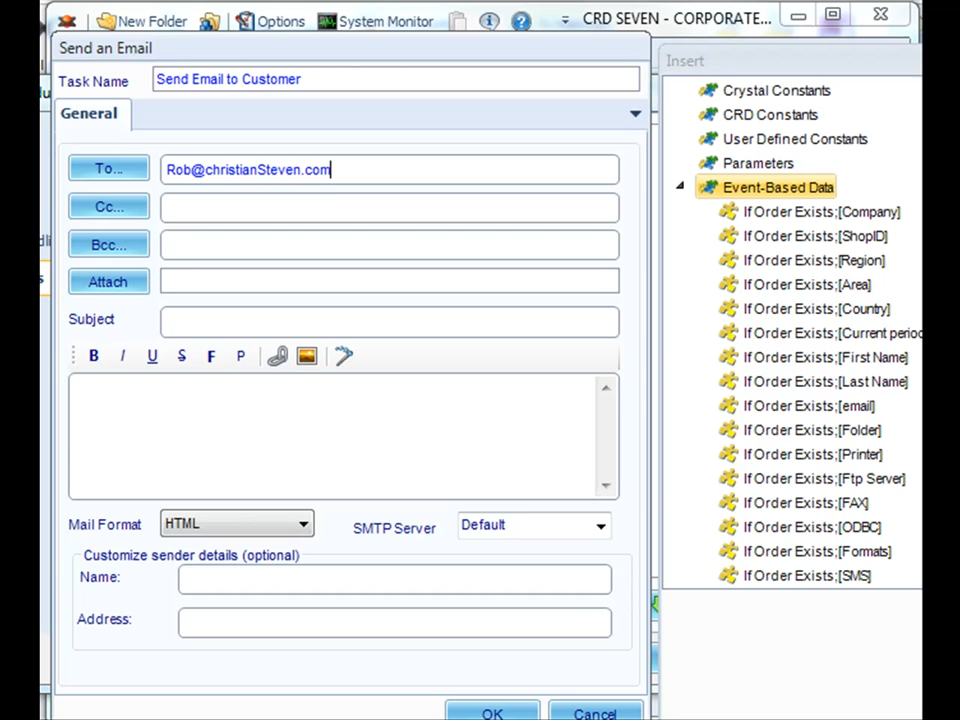 New Folder Options System Monitor CRD SEVEN - CORPORATE...
Send an Email
Insert
Task Name Send Email to Customer
General
To... Rob@christianSteven.com
Cc...
Bcc...
Attach
Subject
B I U S F P
Mail Format HTML SMTP Server Default
Customize sender details (optional)
Name:
Address:
OK Cancel
Crystal Constants
CRD Constants
User Defined Constants
Parameters
Event-Based Data
If Order Exists;[Company]
If Order Exists;[ShopID]
If Order Exists;[Region]
If Order Exists;[Area]
If Order Exists;[Country]
If Order Exists;[Current period
If Order Exists;[First Name]
If Order Exists;[Last Name]
If Order Exists;[email]
If Order Exists;[Folder]
If Order Exists;[Printer]
If Order Exists;[Ftp Server]
If Order Exists;[FAX]
If Order Exists;[ODBC]
If Order Exists;[Formats]
If Order Exists;[SMS]